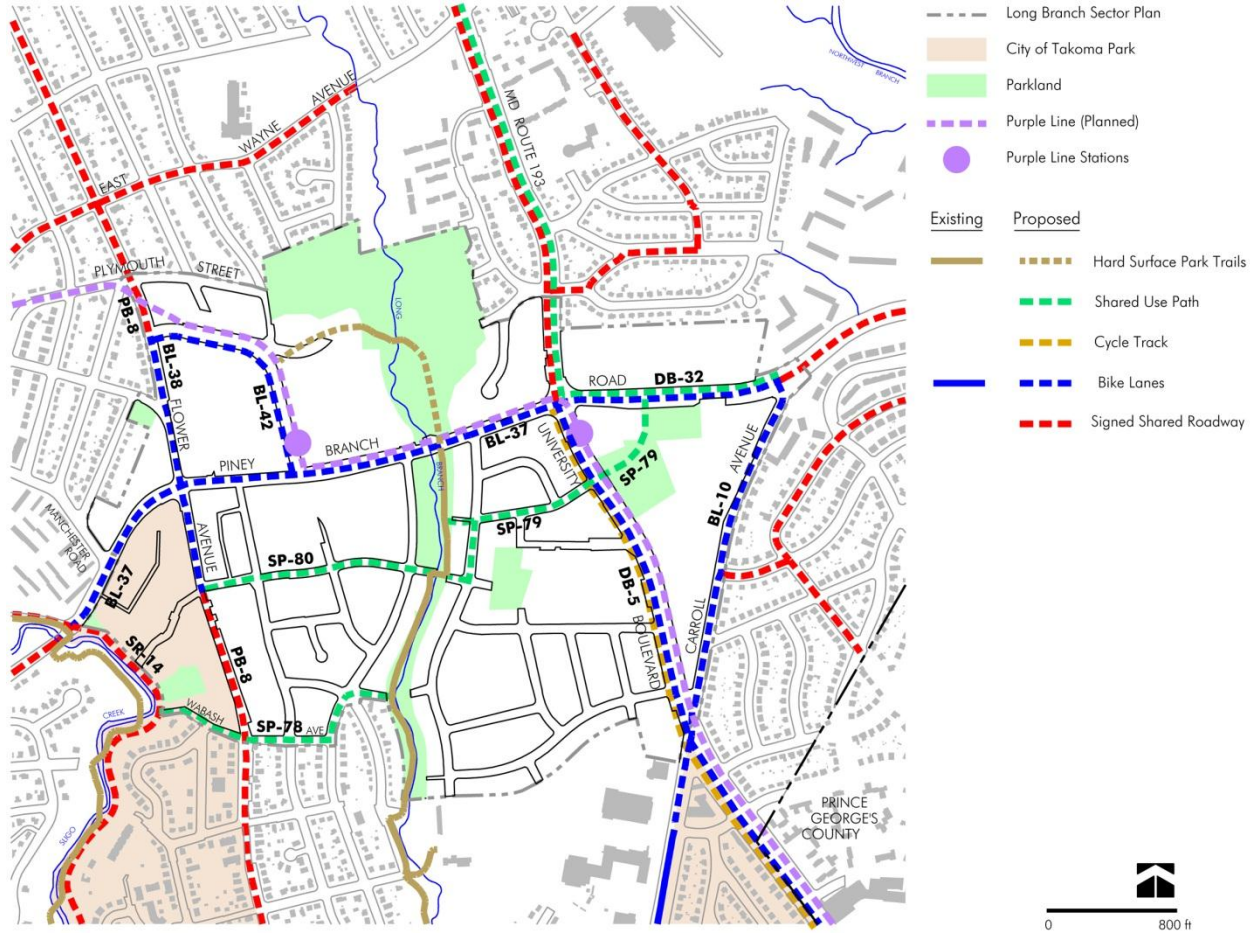 Long Branch Sector Plan
City of Takoma Park
Parkland
Purple Line (Planned)
Purple Line Stations
Existing
Proposed
Hard Surface Park Trails
Shared Use Path
Cycle Track
Bike Lanes
Signed Shared Roadway
NORTHWEST
BRANCH
MD ROUTE 193
EAST
WAYNE
AVENUE
PLYMOUTH
STREET
PB-8
LONG
BL-38
FLOWER
BL-42
ROAD
DB-32
PINEY
BRANCH
BL-37
UNIVERSITY
SP-79
AVENUE
BL-10
BRANCH
MANCHESTER
ROAD
AVENUE
SP-79
SP-80
BL-37
DB-5
BOULEVARD
CARROLL
SR-14
PB-8
WABASH
SP-78
AVE
CREEK
SLIGO
PRINCE
GEORGE'S
COUNTY
0
800 ft